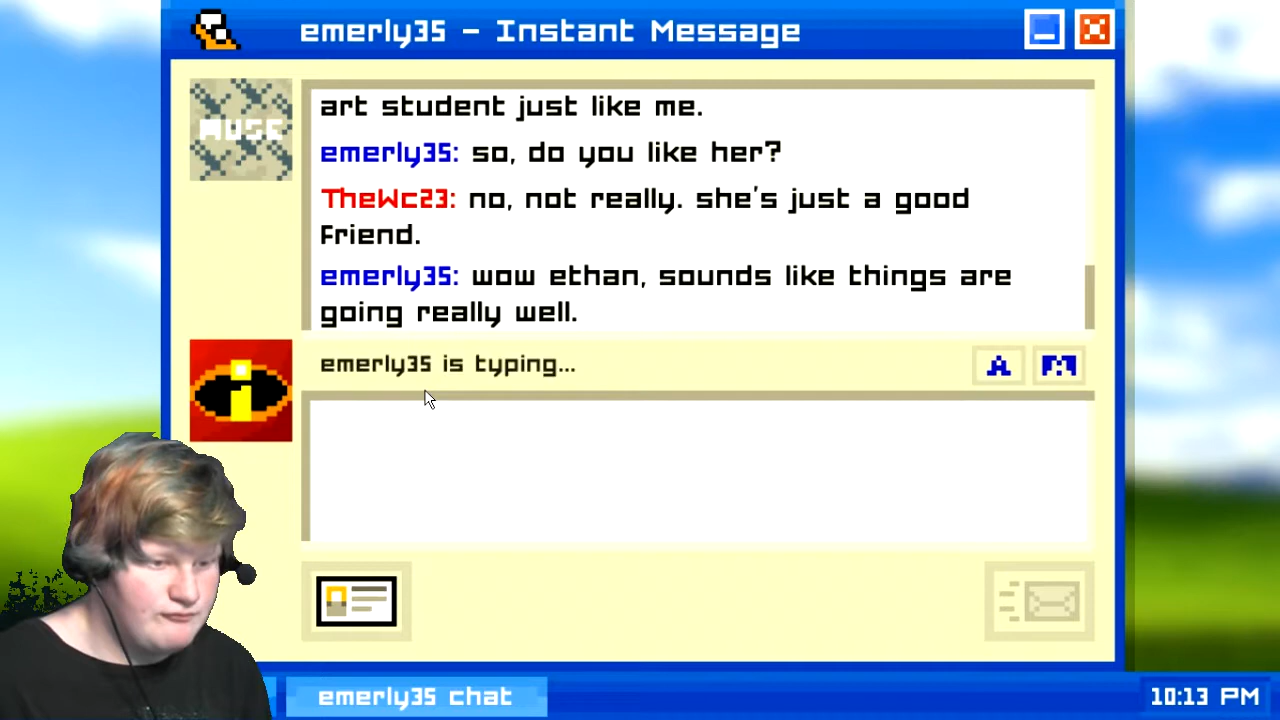 emerly35 - Instant Message
MUSE
art student just like me.
emerly35: so, do you like her?
TheWc23: no, not really. she's just a good
friend.
emerly35: wow ethan, sounds like things are
going really well.
emerly35 is typing...
A
emerly35 chat
10:13 PM